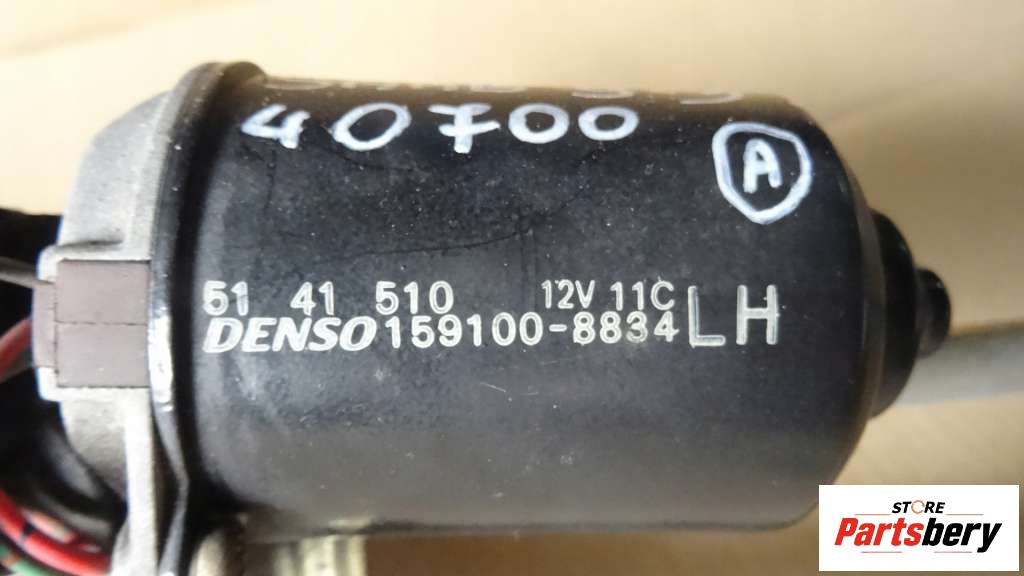 40700
A
51 41 510 12V 11C
DENSO 159100-8834 LH
STORE
Partsbery